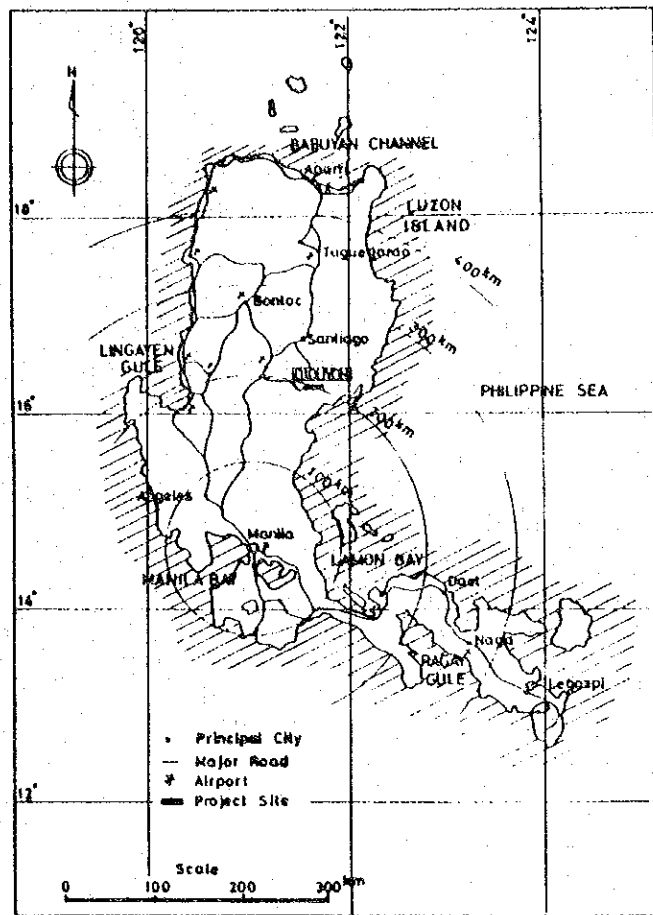 120°
122°
124°
N
BABUYAN CHANNEL
Aparri
18°
LUZON
ISLAND
Tuguegarao
400km
Bontoc
300km
Santiago
LINGAYEN
GULF
PHILIPPINE SEA
16°
200km
100km
Angeles
Manila
LAMON BAY
MANILA BAY
Daet
14°
Naga
RAGAY
GULF
Legazpi
Principal City
Major Road
Airport
Project Site
12°
Scale
0 100 200 300 km